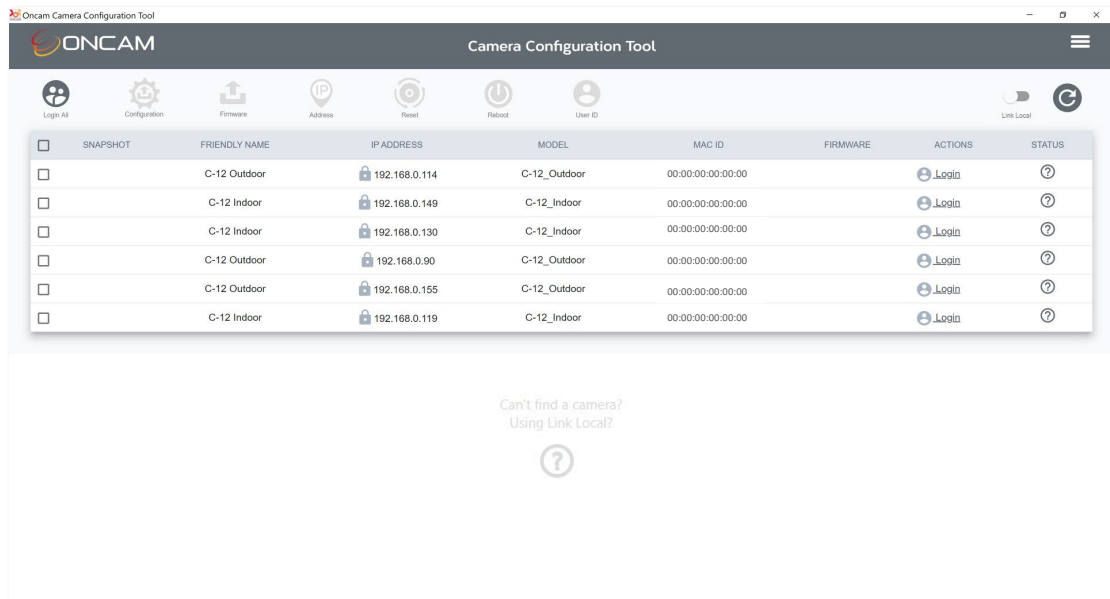 Oncam Camera Configuration Tool
ONCAM
Camera Configuration Tool
Login All Configuration Firmware Address Reset Reboot User ID Link Local
IP
SNAPSHOT FRIENDLY NAME IP ADDRESS MODEL MAC ID FIRMWARE ACTIONS STATUS
C-12 Outdoor 192.168.0.114 C-12_Outdoor 00:00:00:00:00:00 Login ?
C-12 Indoor 192.168.0.149 C-12_Indoor 00:00:00:00:00:00 Login ?
C-12 Indoor 192.168.0.130 C-12_Indoor 00:00:00:00:00:00 Login ?
C-12 Outdoor 192.168.0.90 C-12_Outdoor 00:00:00:00:00:00 Login ?
C-12 Outdoor 192.168.0.155 C-12_Outdoor 00:00:00:00:00:00 Login ?
C-12 Indoor 192.168.0.119 C-12_Indoor 00:00:00:00:00:00 Login ?
Can't find a camera?
Using Link Local?
?